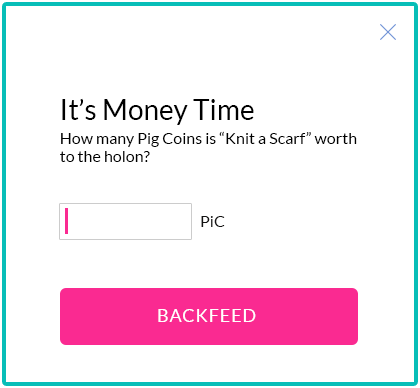 It’s Money Time
How many Pig Coins is “Knit a Scarf” worth
to the holon?
PiC
BACKFEED